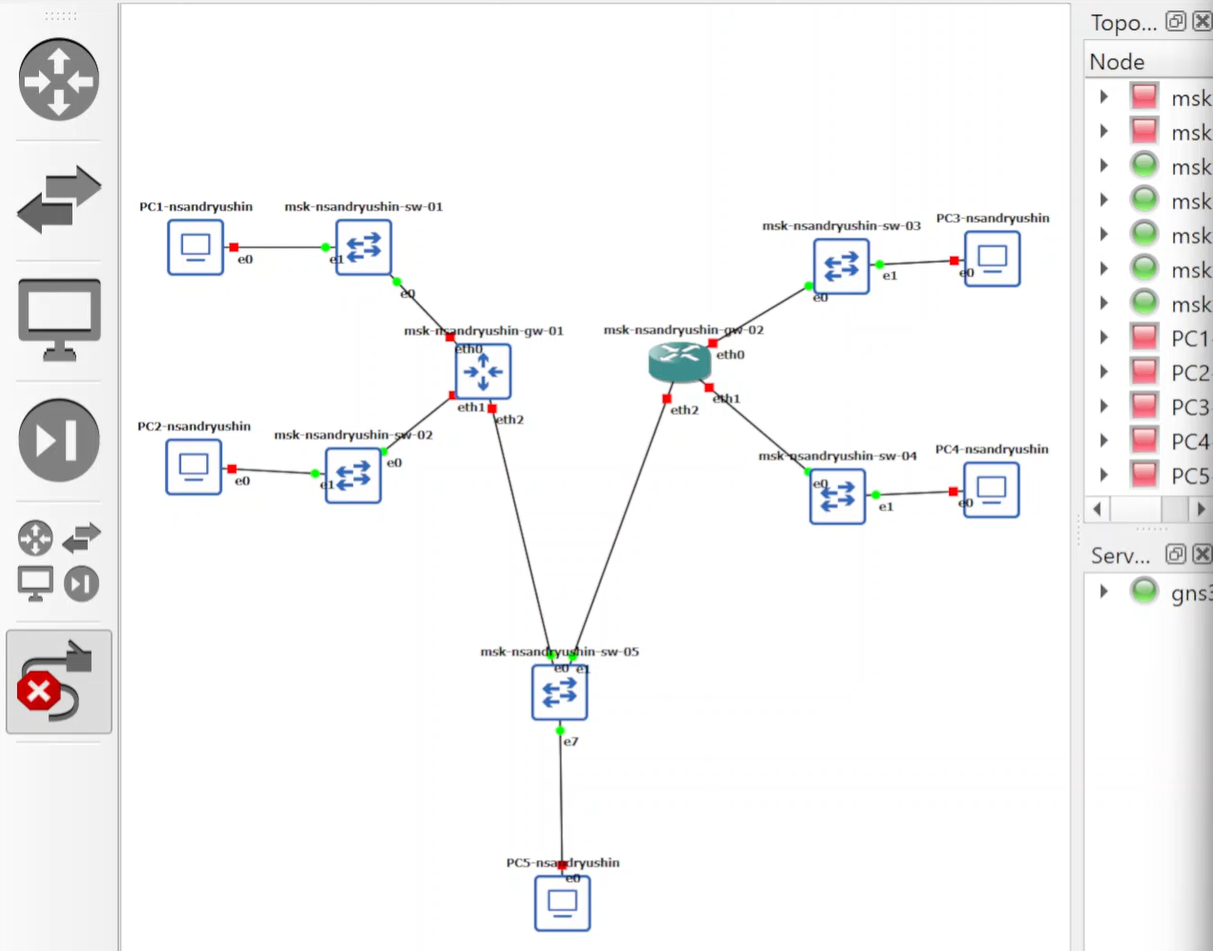 Topo...
Node
msk
msk
msk
msk
msk
msk
msk
PC1-
PC2-
PC3-
PC4
PC5-
Serv...
gns3
PC1-nsandryushin
e0
msk-nsandryushin-sw-01
e1
e0
msk-nsandryushin-gw-01
eth0
eth1
eth2
PC2-nsandryushin
e0
msk-nsandryushin-sw-02
e1
e0
msk-nsandryushin-gw-02
eth0
eth1
eth2
msk-nsandryushin-sw-03
e0
e1
PC3-nsandryushin
e0
msk-nsandryushin-sw-04
e0
e1
PC4-nsandryushin
e0
msk-nsandryushin-sw-05
e0
e1
e7
PC5-nsandryushin
e0